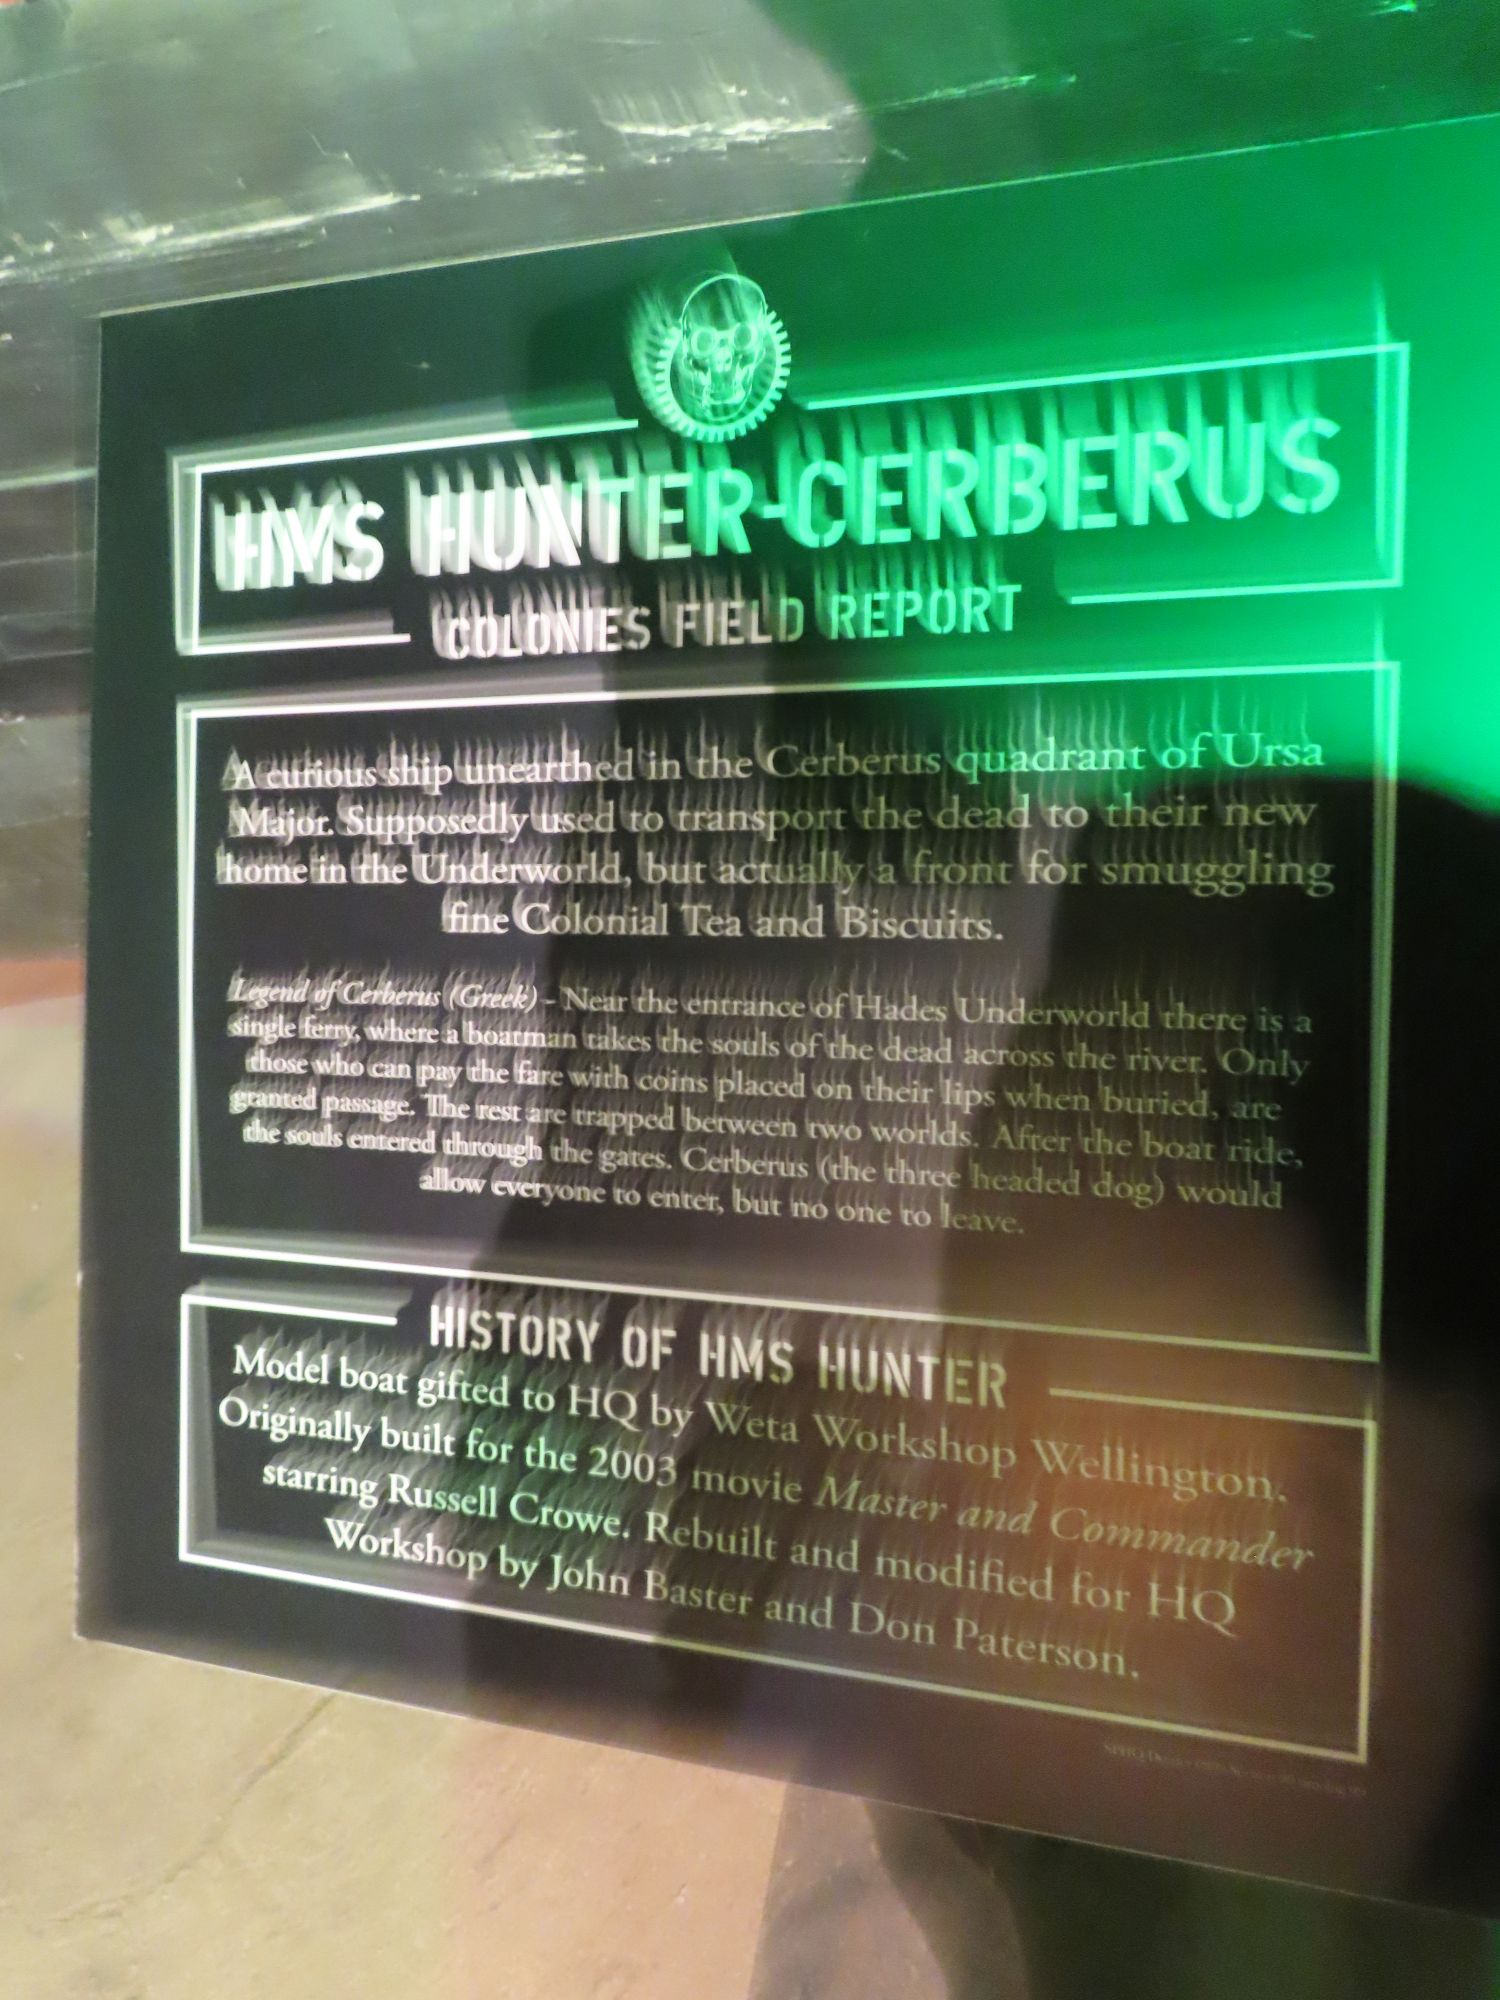 HMS HUNTER-CERBERUS
COLONIES FIELD REPORT
A curious ship unearthed in the Cerberus quadrant of Ursa
Major. Supposedly used to transport the dead to their new
home in the Underworld, but actually a front for smuggling
fine Colonial Tea and Biscuits.
Legend of Cerberus (Greek) - Near the entrance of Hades Underworld there is a
single ferry, where a boatman takes the souls of the dead across the river. Only
those who can pay the fare with coins placed on their lips when buried, are
granted passage. The rest are trapped between two worlds. After the boat ride,
the souls entered through the gates. Cerberus (the three headed dog) would
allow everyone to enter, but no one to leave.
HISTORY OF HMS HUNTER
Model boat gifted to HQ by Weta Workshop Wellington.
Originally built for the 2003 movie Master and Commander
starring Russell Crowe. Rebuilt and modified for HQ
Workshop by John Baster and Don Paterson.